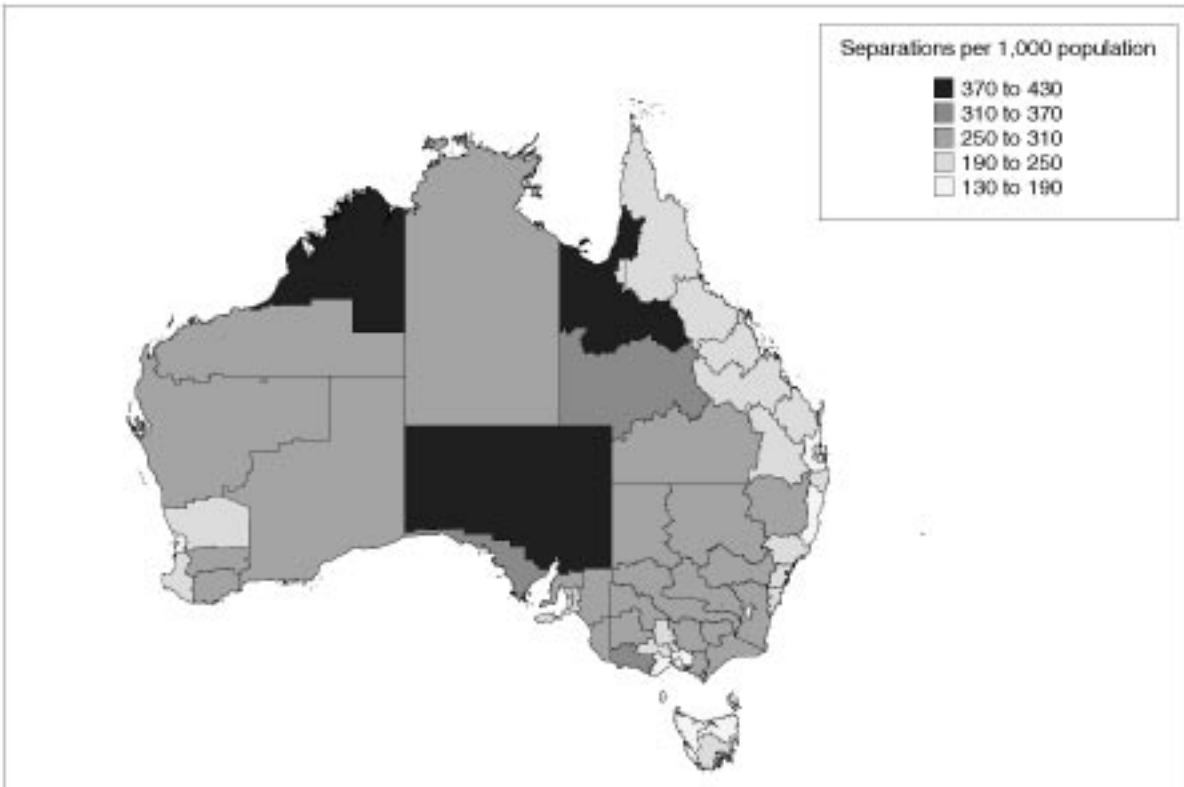 Separations per 1,000 population
370 to 430
310 to 370
250 to 310
190 to 250
130 to 190